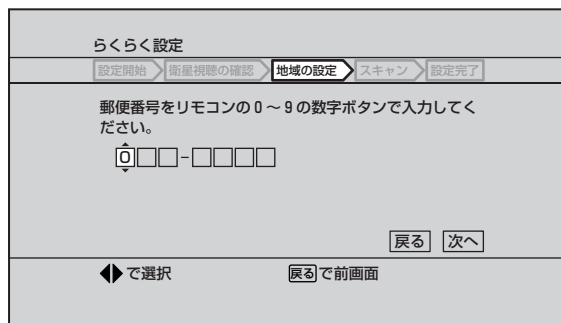 らくらく設定
設定開始 衛星視聴の確認 地域の設定 スキャン 設定完了
郵便番号をリモコンの0～9の数字ボタンで入力してく
ださい。
0□□-□□□□
戻る 次へ
で選択 戻るで前画面